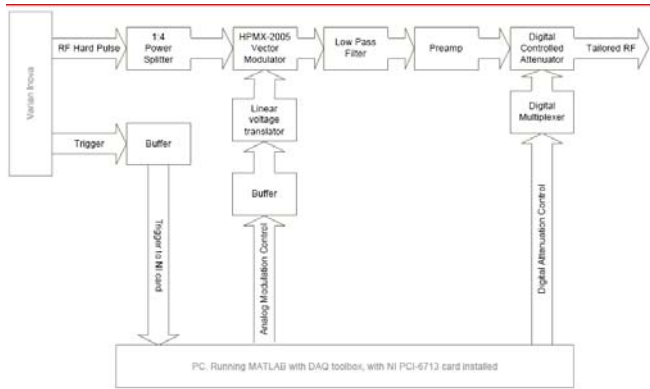 Varian Inova
RF Hard Pulse
1:4
Power
Splitter
HPMX-2005
Vector
Modulator
Low Pass
Filter
Preamp
Digital
Controlled
Attenuator
Tailored RF
Linear
voltage
translator
Digital
Multiplexer
Trigger
Buffer
Buffer
Trigger to NI card
Analog Modulation Control
Digital Attenuation Control
PC. Running MATLAB with DAQ toolbox, with NI PCI-6713 card installed